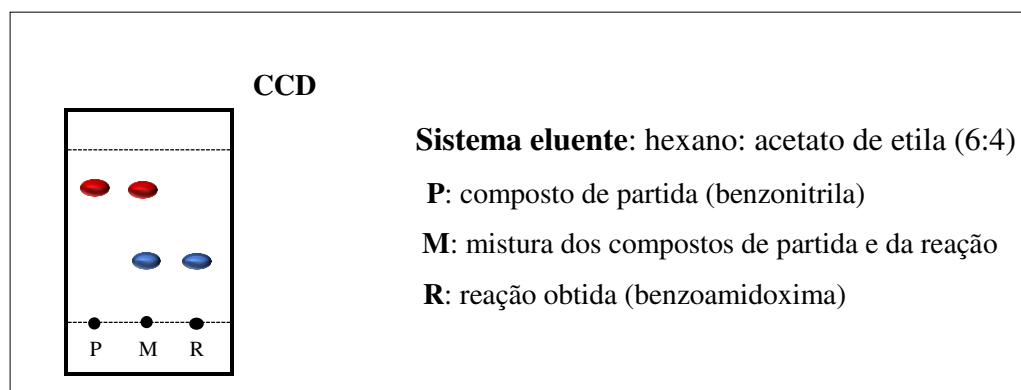 CCD
Sistema eluente: hexano: acetato de etila (6:4)
P: composto de partida (benzonitrila)
M: mistura dos compostos de partida e da reação
R: reação obtida (benzoamidoxima)
P M R